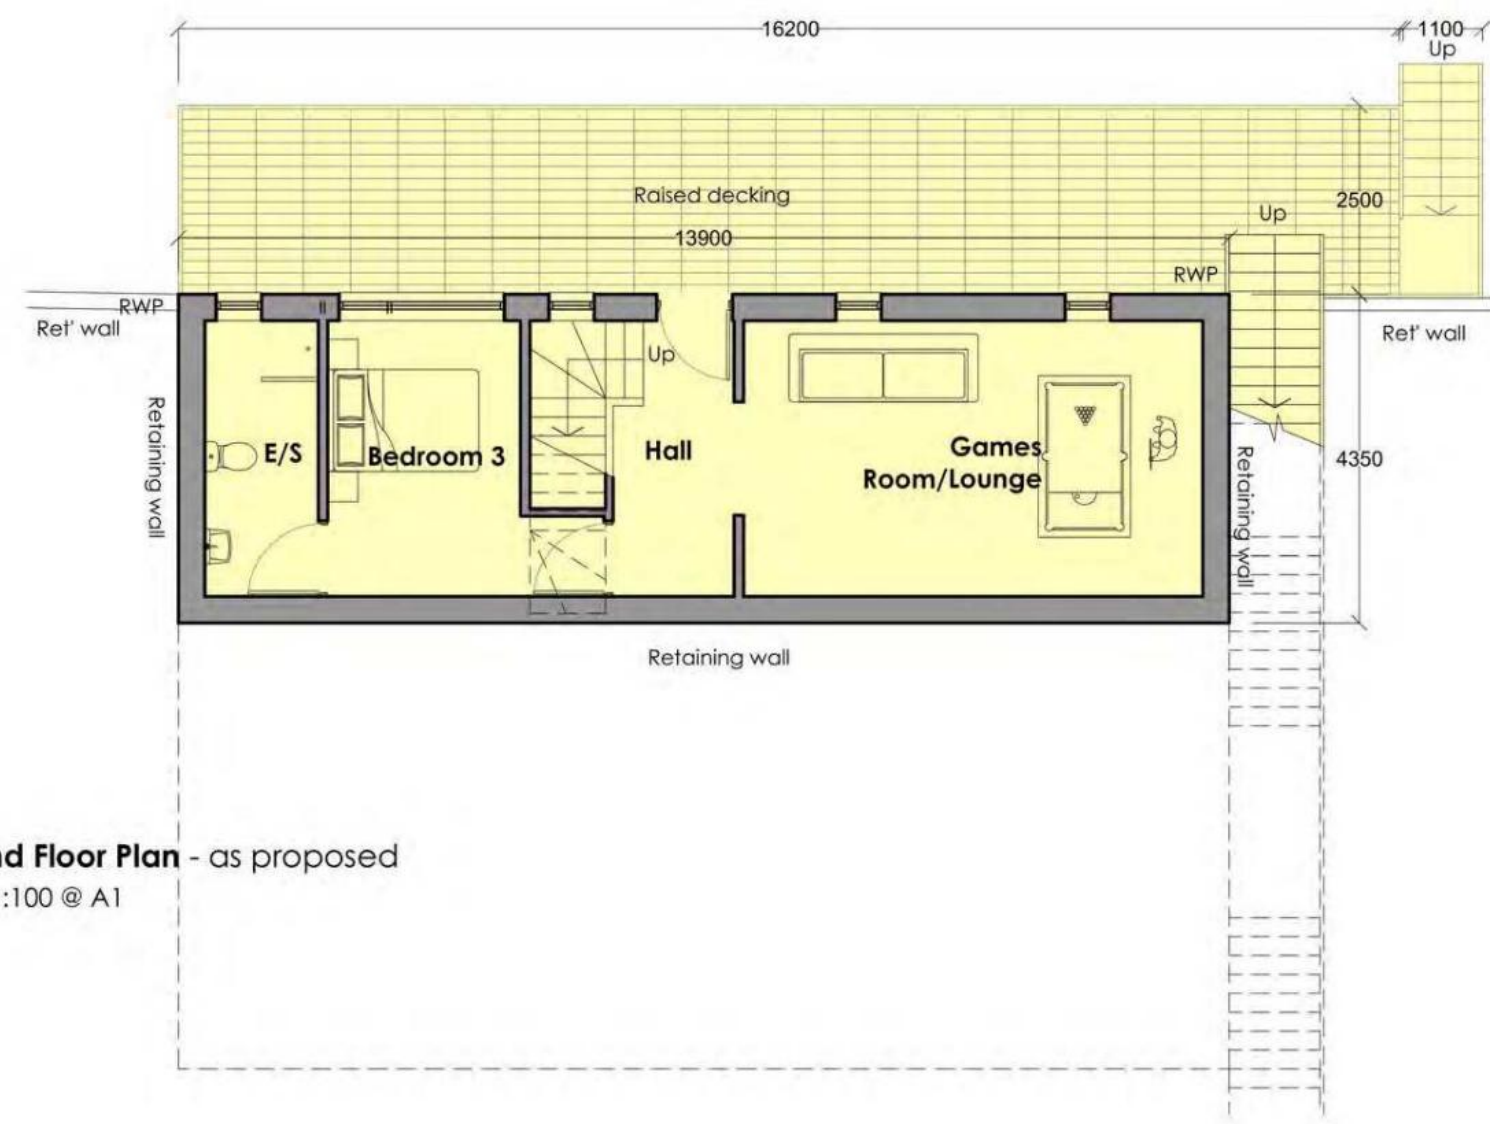 16200
1100
Up
Raised decking
2500
Up
13900
RWP
RWP
Ret' wall
Ret' wall
Up
Retaining wall
E/S
Bedroom 3
Hall
Games
Room/Lounge
Retaining wall
4350
Retaining wall
d Floor Plan - as proposed
:100 @ A1